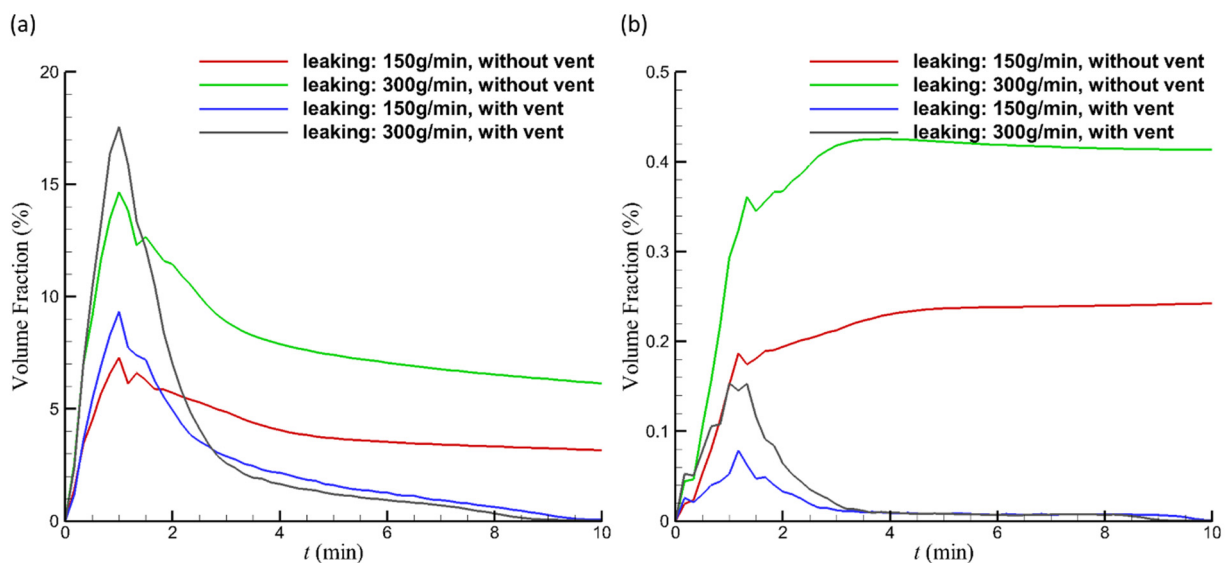 (a)
leaking: 150g/min, without vent
leaking: 300g/min, without vent
leaking: 150g/min, with vent
leaking: 300g/min, with vent
20
15
10
5
0
Volume Fraction (%)
0 2 4 6 8 10
t (min)
(b)
leaking: 150g/min, without vent
leaking: 300g/min, without vent
leaking: 150g/min, with vent
leaking: 300g/min, with vent
0.5
0.4
0.3
0.2
0.1
0
Volume Fraction (%)
0 2 4 6 8 10
t (min)